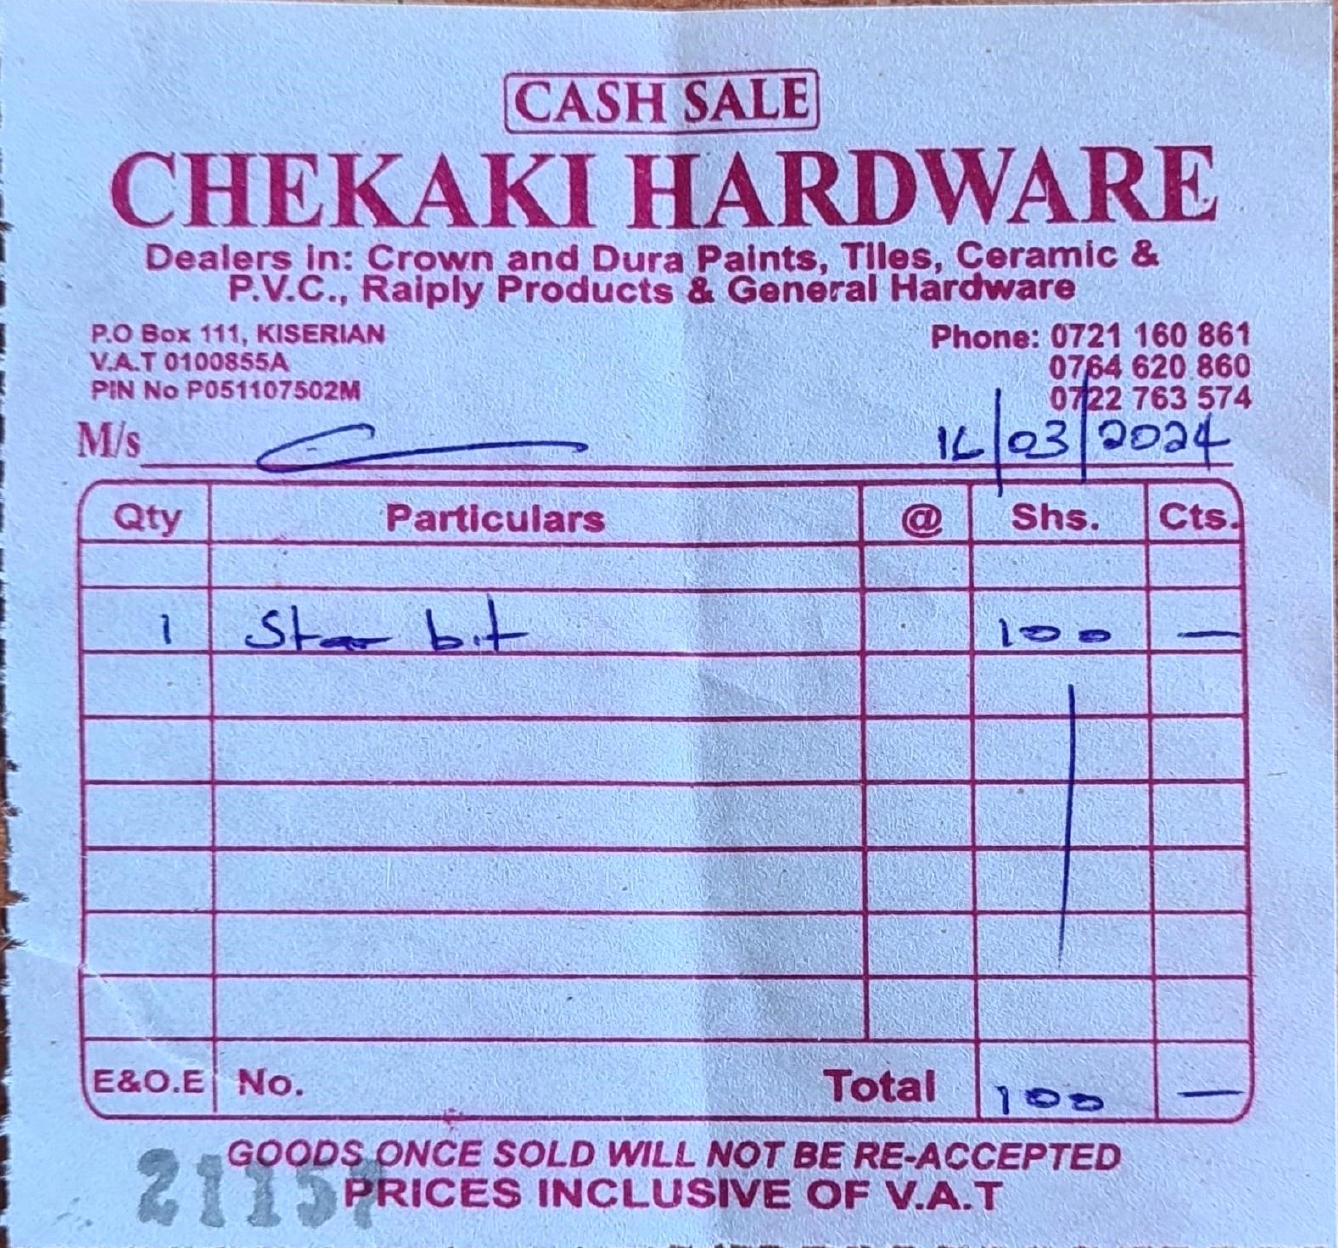 CASH SALE
CHEKAKI HARDWARE
Dealers in: Crown and Dura Paints, Tiles, Ceramic &
P.V.C., Raiply Products & General Hardware
P.O Box 111, KISERIAN
V.A.T 0100855A
PIN No P051107502M
Phone: 0721 160 861
0764 620 860
0722 763 574
M/s 16/03/2024
Qty Particulars @ Shs. Cts.
1 Star bit 100 —
E&O.E No. Total 100 —
GOODS ONCE SOLD WILL NOT BE RE-ACCEPTED
PRICES INCLUSIVE OF V.A.T
21157